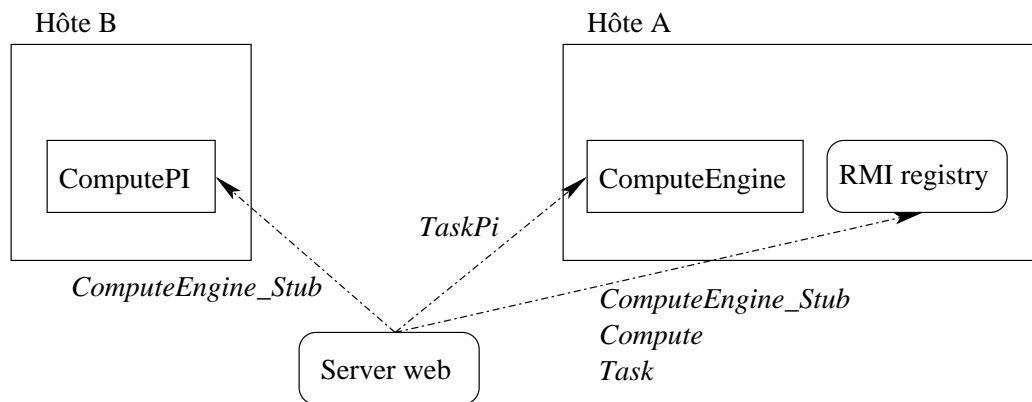 Hôte B
Hôte A
ComputePI
ComputeEngine
RMI registry
TaskPi
ComputeEngine_Stub
ComputeEngine_Stub
Compute
Task
Server web